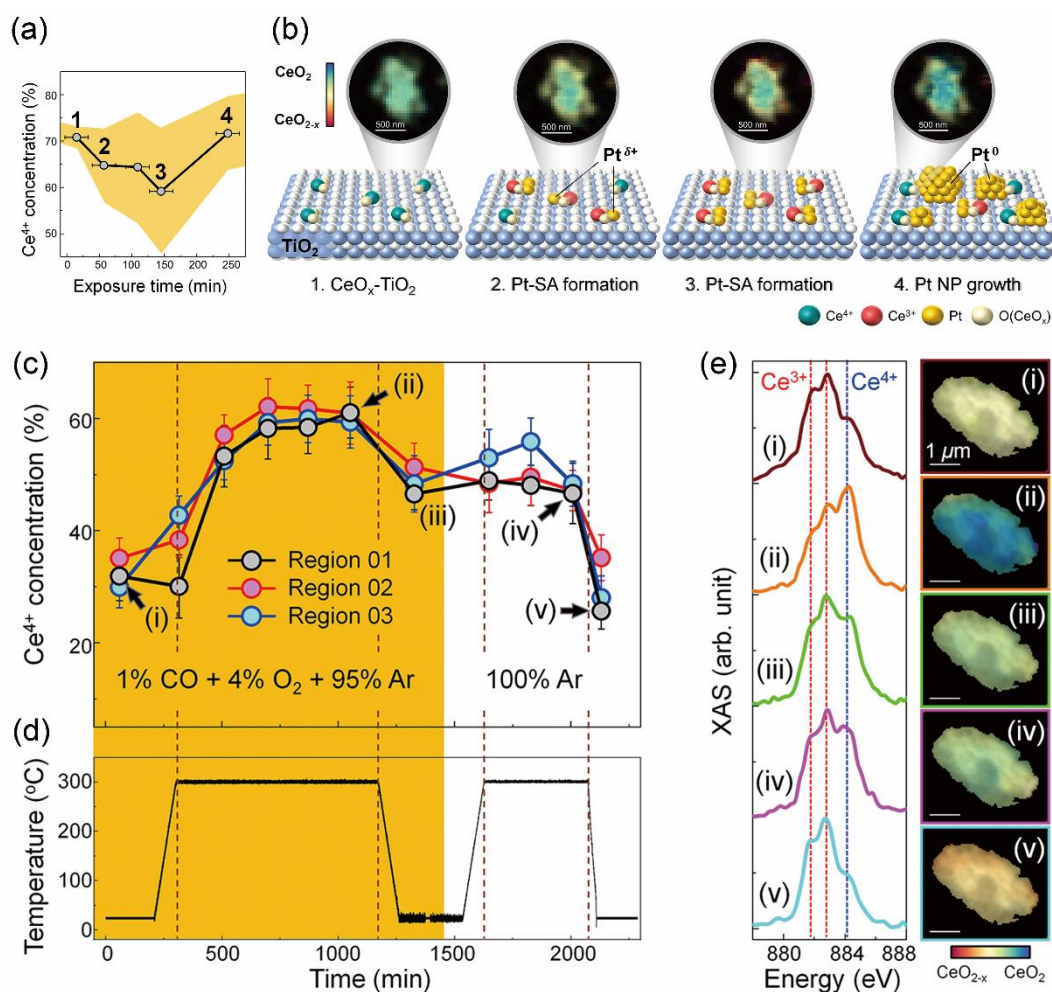 (a)
Ce⁴⁺ concentration (%)
80
70
60
50
1
2
3
4
0 50 100 150 200 250
Exposure time (min)
(b)
CeO₂
CeO₂₋ₓ
500 nm
500 nm
500 nm
500 nm
Pt δ+
Pt 0
TiO₂
1. CeOₓ-TiO₂
2. Pt-SA formation
3. Pt-SA formation
4. Pt NP growth
Ce⁴⁺ Ce³⁺ Pt O(CeOₓ)
(c)
Ce⁴⁺ concentration (%)
60
40
20
(i)
(ii)
(iii)
(iv)
(v)
Region 01
Region 02
Region 03
1% CO + 4% O₂ + 95% Ar
100% Ar
(d)
Temperature (ºC)
300
200
100
0
0 500 1000 1500 2000
Time (min)
(e)
Ce³⁺ Ce⁴⁺
XAS (arb. unit)
(i)
(ii)
(iii)
(iv)
(v)
880 884 888
Energy (eV)
(i)
1 µm
(ii)
(iii)
(iv)
(v)
CeO₂₋ₓ CeO₂